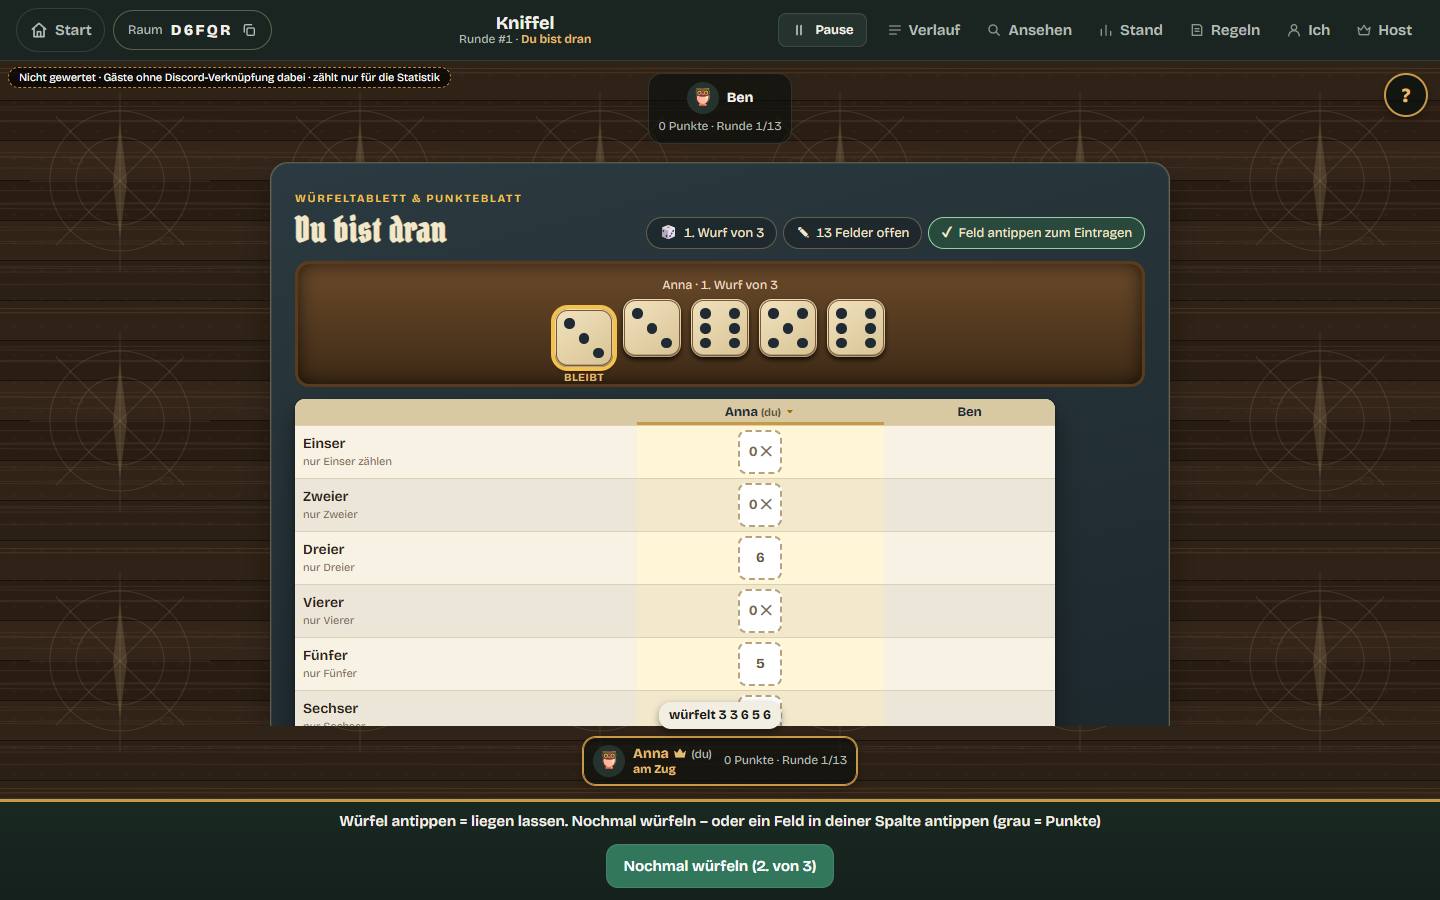 Start
Raum D6FQR
Kniffel
Runde #1 · Du bist dran
Pause
Verlauf
Ansehen
Stand
Regeln
Ich
Host
Nicht gewertet · Gäste ohne Discord-Verknüpfung dabei · zählt nur für die Statistik
Ben
0 Punkte · Runde 1/13
?
WÜRFELTABLETT & PUNKTEBLATT
Du bist dran
1. Wurf von 3
13 Felder offen
✓ Feld antippen zum Eintragen
Anna · 1. Wurf von 3
BLEIBT
Anna (du)
Ben
Einser
nur Einser zählen
0 ×
Zweier
nur Zweier
0 ×
Dreier
nur Dreier
6
Vierer
nur Vierer
0 ×
Fünfer
nur Fünfer
5
Sechser
nur Sechser
würfelt 3 3 6 5 6
Anna (du)
am Zug
0 Punkte · Runde 1/13
Würfel antippen = liegen lassen. Nochmal würfeln – oder ein Feld in deiner Spalte antippen (grau = Punkte)
Nochmal würfeln (2. von 3)